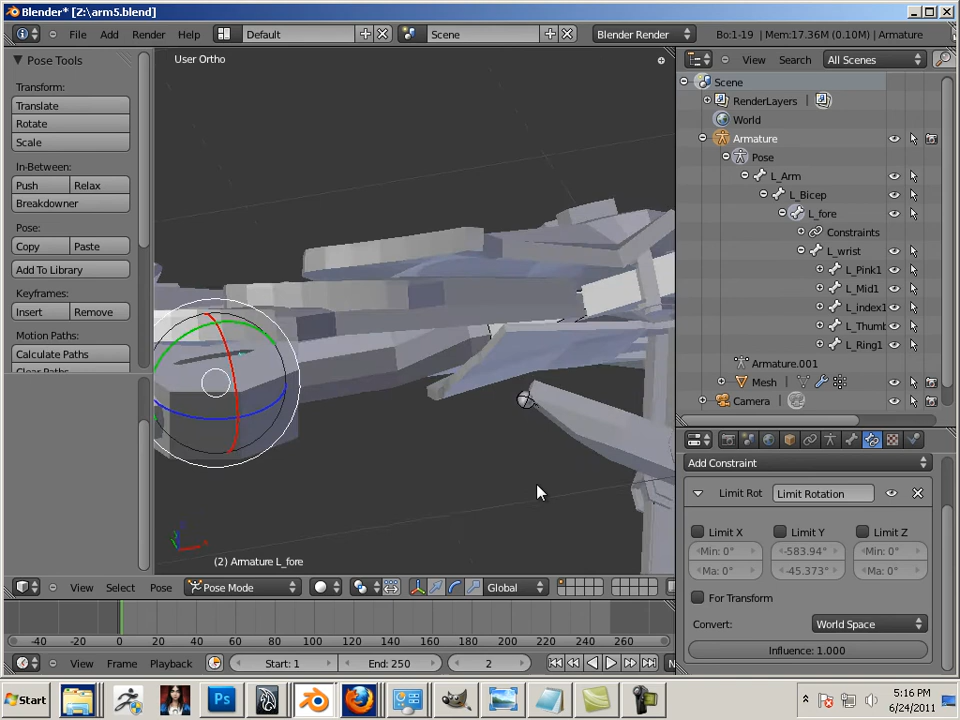 Blender* [Z:\arm5.blend]
File Add Render Help Default Scene Blender Render Bo:1-19 | Mem:17.36M (0.10M) | Armature
Pose Tools
Transform:
Translate
Rotate
Scale
In-Between:
Push Relax
Breakdowner
Pose:
Copy Paste
Add To Library
Keyframes:
Insert Remove
Motion Paths:
Calculate Paths
Clear Paths
User Ortho
(2) Armature L_fore
View Search All Scenes
Scene
RenderLayers
World
Armature
Pose
L_Arm
L_Bicep
L_fore
Constraints
L_wrist
L_Pink1
L_Mid1
L_index1
L_Thumb
L_Ring1
Armature.001
Mesh
Camera
Add Constraint
Limit Rot Limit Rotation
Limit X Limit Y Limit Z
Min: 0° -583.94° Min: 0°
Ma: 0° -45.373° Ma: 0°
For Transform
Convert: World Space
Influence: 1.000
View Select Pose Pose Mode Global
-40 -20 0 20 40 60 80 100 120 140 160 180 200 220 240 260
View Frame Playback Start: 1 End: 250 2 N
Start Ps 5:16 PM
6/24/2011